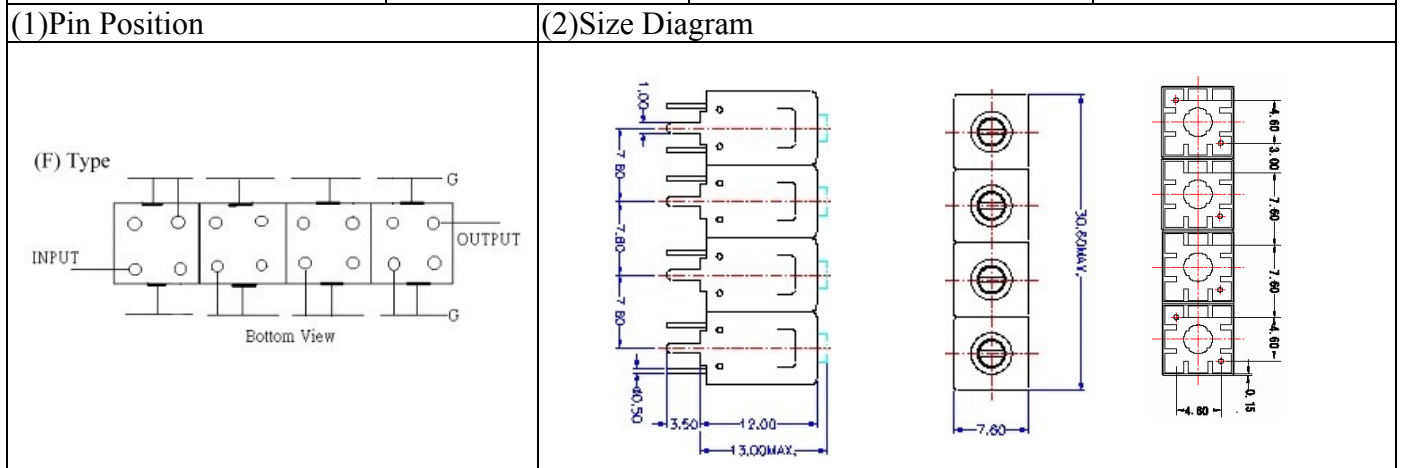 (1)Pin Position
(2)Size Diagram
(F) Type
G
INPUT
OUTPUT
G
Bottom View
1.00
7.80
7.80
7.80
Φ0.50
3.50
12.00
13.00MAX.
30.60MAX.
7.60
4.60
3.00
7.60
7.60
4.60
0.15
4.60